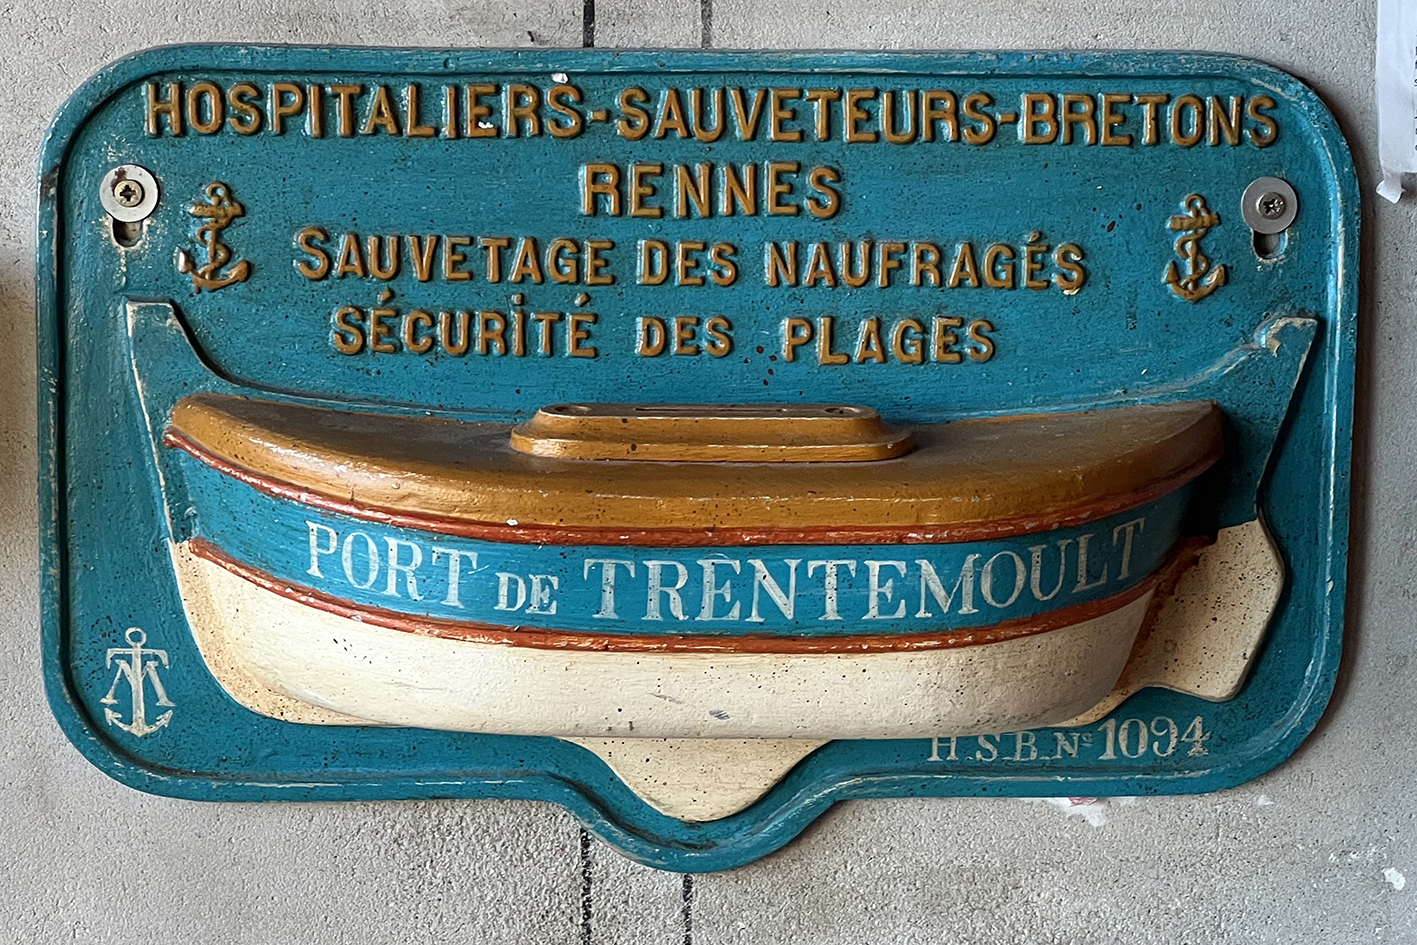 HOSPITALIERS-SAUVETEURS-BRETONS
RENNES
SAUVETAGE DES NAUFRAGÉS
SÉCURITÉ DES PLAGES
PORT DE TRENTEMOULT
H.S.B. No 1094